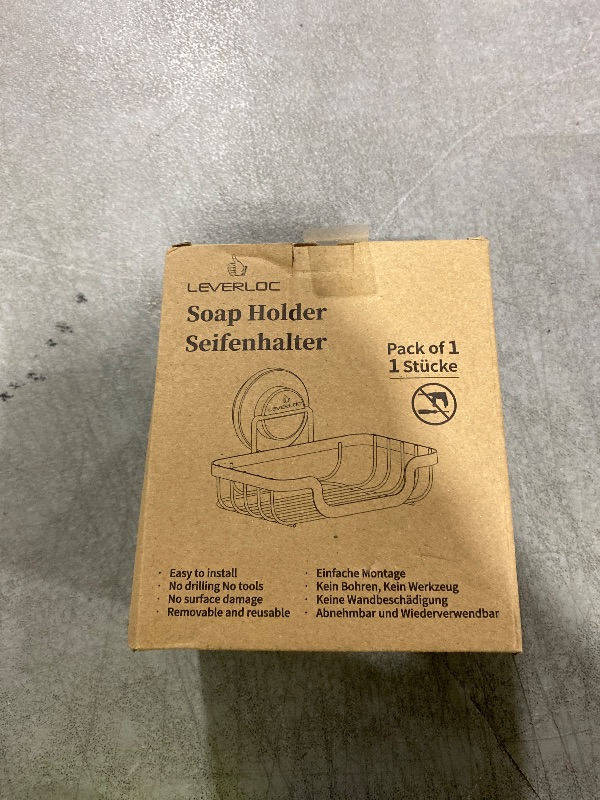 LEVERLOC
Soap Holder
Seifenhalter
Pack of 1
1 Stücke
LEVERLOC
· Easy to install
· No drilling No tools
· No surface damage
· Removable and reusable
· Einfache Montage
· Kein Bohren, Kein Werkzeug
· Keine Wandbeschädigung
· Abnehmbar und Wiederverwendbar